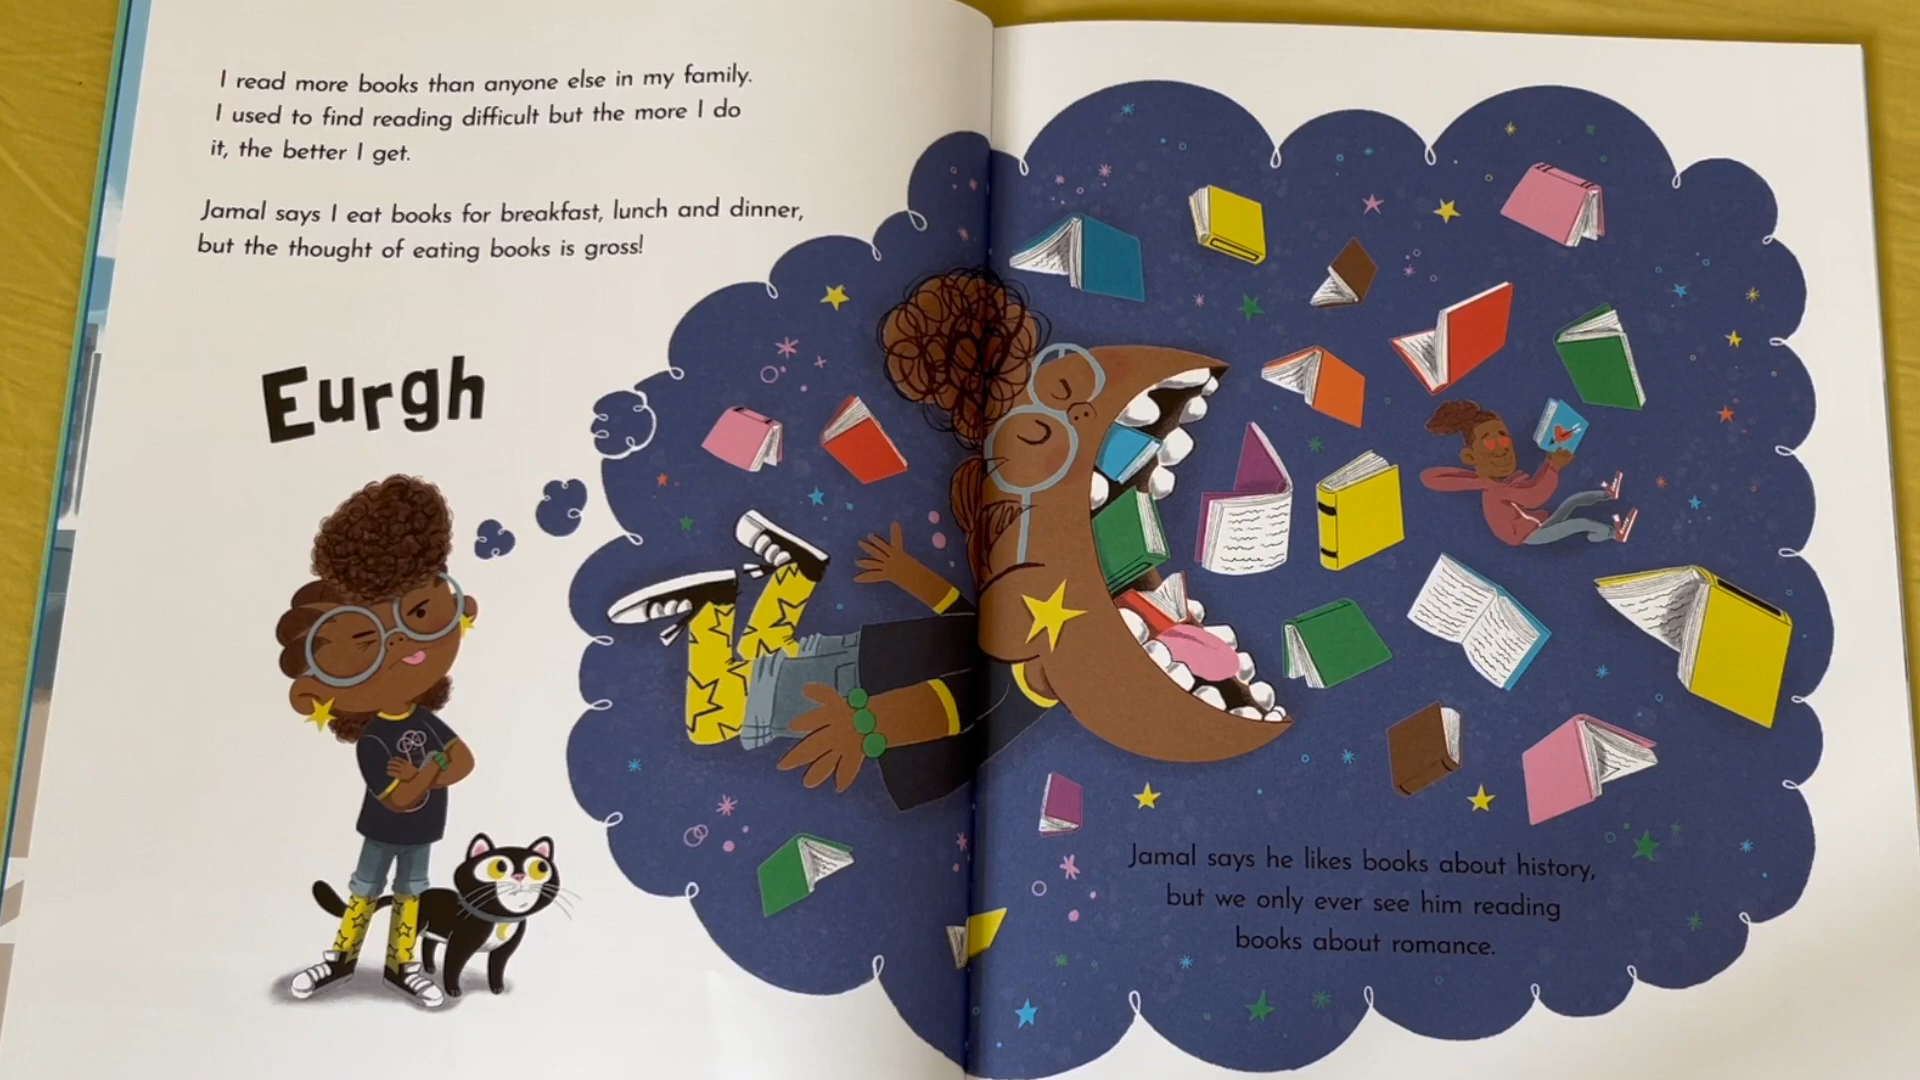 I read more books than anyone else in my family.
I used to find reading difficult but the more I do
it, the better I get.
Jamal says I eat books for breakfast, lunch and dinner,
but the thought of eating books is gross!
Eurgh
Jamal says he likes books about history,
but we only ever see him reading
books about romance.